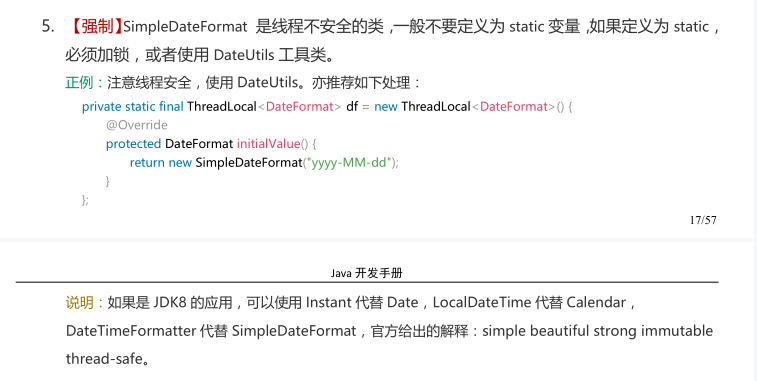 5. 【强制】SimpleDateFormat 是线程不安全的类,一般不要定义为 static 变量,如果定义为 static,
必须加锁，或者使用 DateUtils 工具类。
正例：注意线程安全，使用 DateUtils。亦推荐如下处理：
private static final ThreadLocal<DateFormat> df = new ThreadLocal<DateFormat>() {
@Override
protected DateFormat initialValue() {
return new SimpleDateFormat("yyyy-MM-dd");
}
};
17/57
Java 开发手册
说明：如果是 JDK8 的应用，可以使用 Instant 代替 Date，LocalDateTime 代替 Calendar，
DateTimeFormatter 代替 SimpleDateFormat，官方给出的解释：simple beautiful strong immutable
thread-safe。